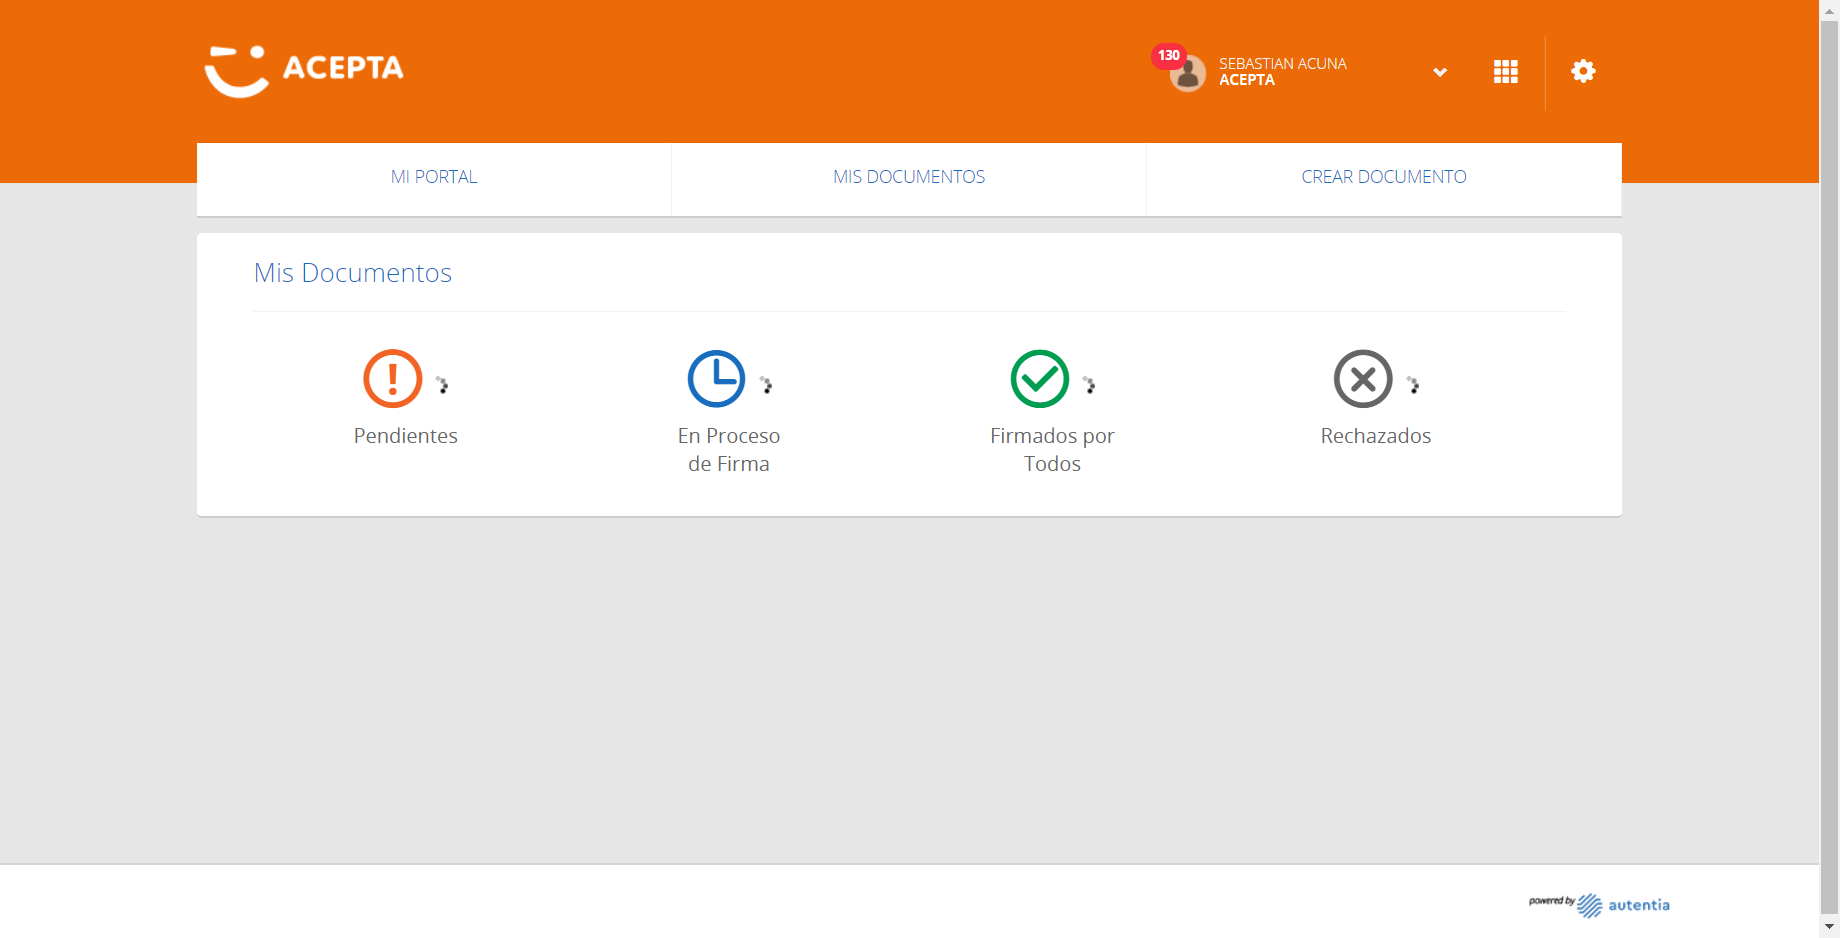 ACEPTA
130
SEBASTIAN ACUNA
ACEPTA
MI PORTAL
MIS DOCUMENTOS
CREAR DOCUMENTO
Mis Documentos
Pendientes
En Proceso
de Firma
Firmados por
Todos
Rechazados
powered by autentia